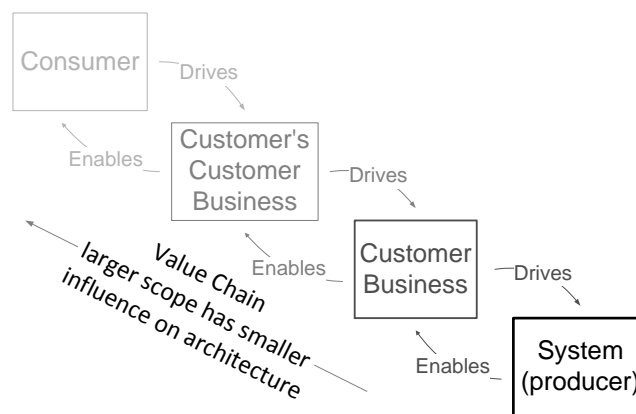 Consumer
Drives
Enables
Customer's
Customer
Business
Drives
Enables
Customer
Business
Drives
Enables
System
(producer)
Value Chain
larger scope has smaller
influence on architecture